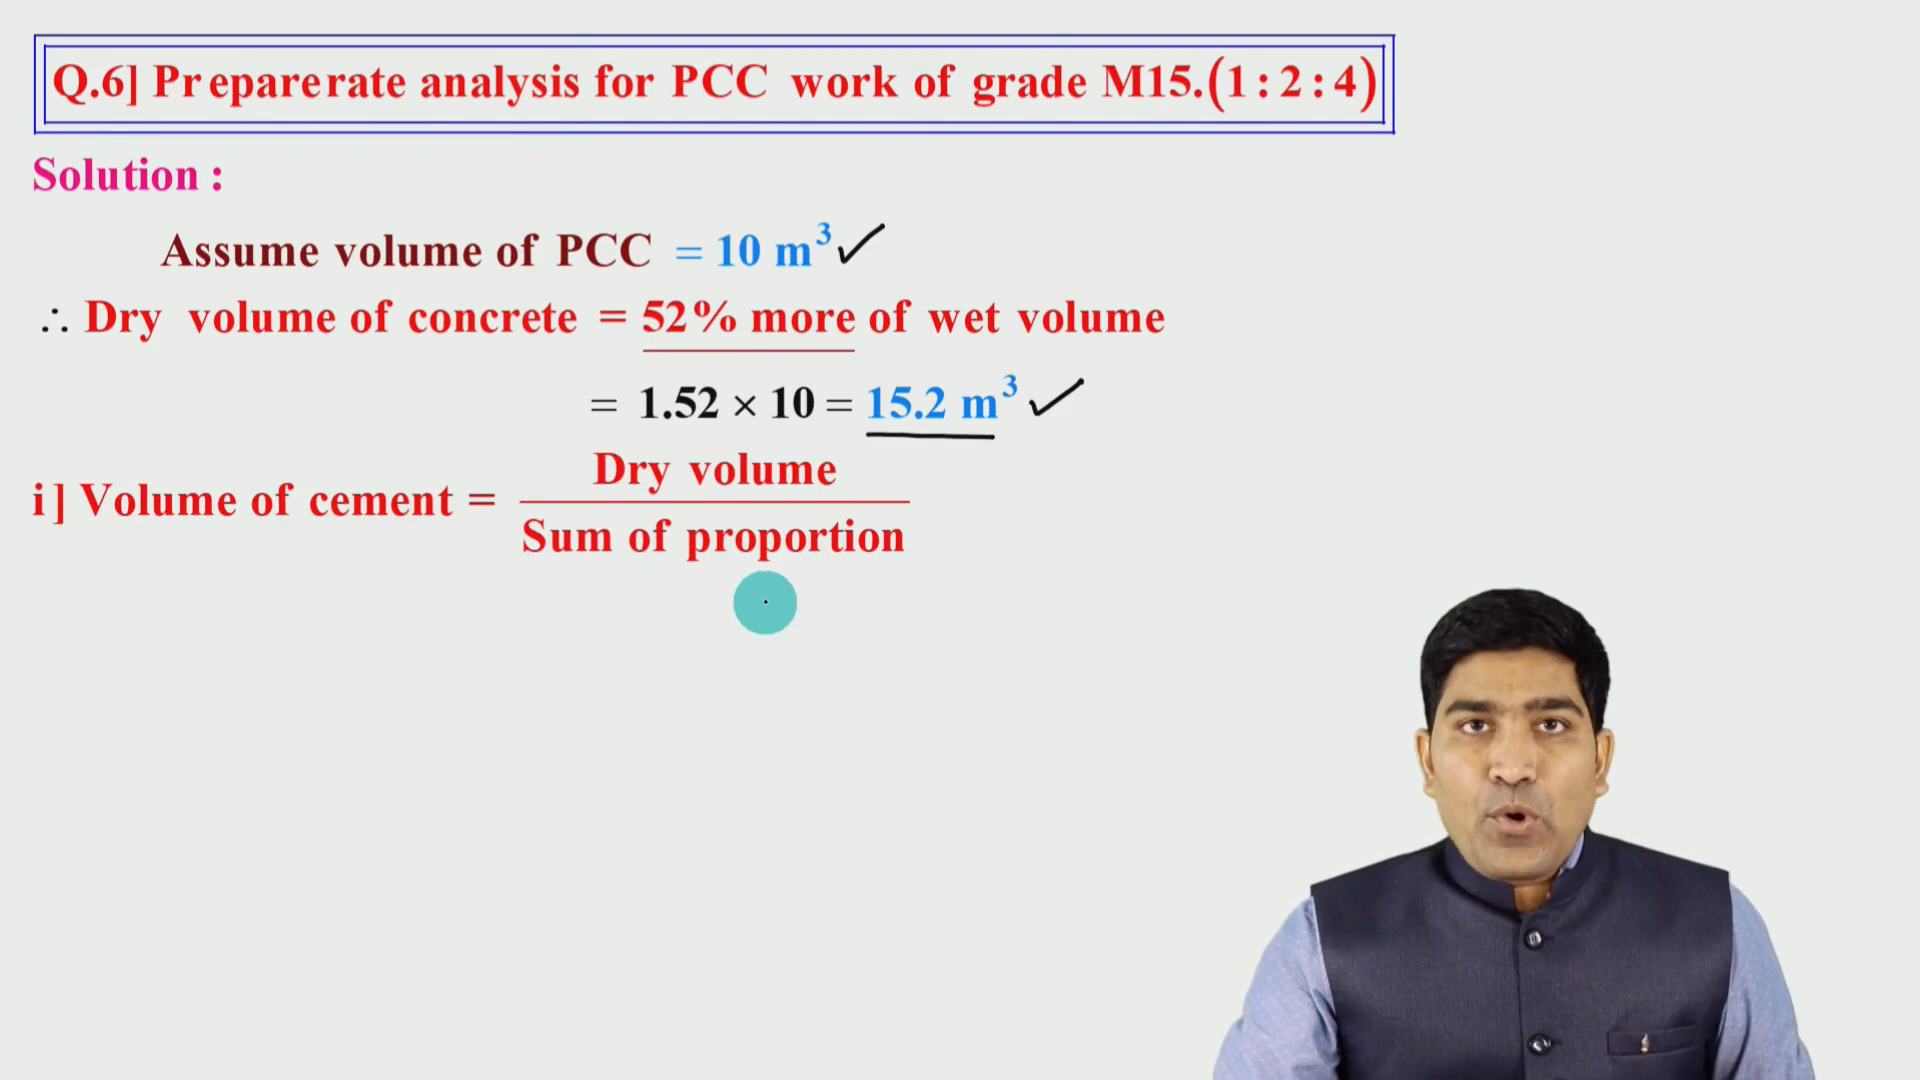 Q.6] Prepare rate analysis for PCC work of grade M15.(1 : 2 : 4)
Solution :
Assume volume of PCC = 10 m³
∴ Dry volume of concrete = 52% more of wet volume
= 1.52 × 10 = 15.2 m³
i] Volume of cement = Dry volume / Sum of proportion